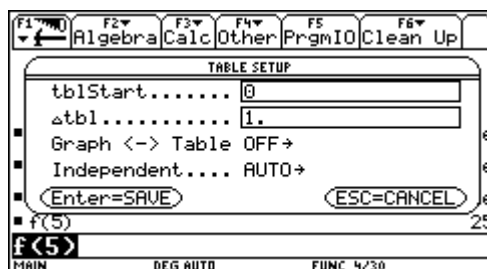 F1 F2 Algebra F3 Calc F4 Other F5 PrgmIO F6 Clean Up
TABLE SETUP
tblStart....... 0
△tbl........... 1.
Graph <-> Table OFF→
Independent.... AUTO→
Enter=SAVE ESC=CANCEL
▪ f(5) 25
f(5)
MAIN DEG AUTO FUNC 4/30